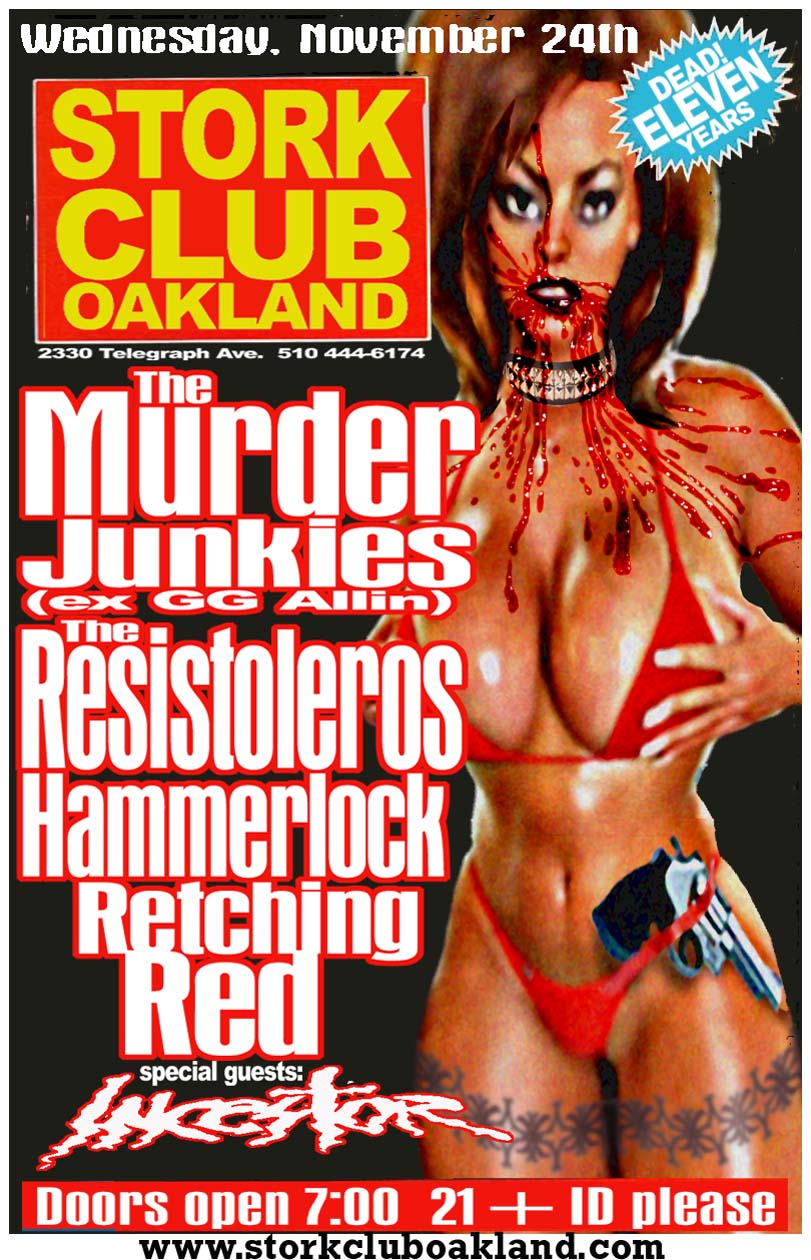 Wednesday, November 24th
DEAD!
ELEVEN
YEARS
STORK
CLUB
OAKLAND
2330 Telegraph Ave. 510 444-6174
The
Murder
Junkies
(ex GG Allin)
The
Resistoleros
Hammerlock
Retching
Red
special guests:
Doors open 7:00 21 + ID please
www.storkcluboakland.com